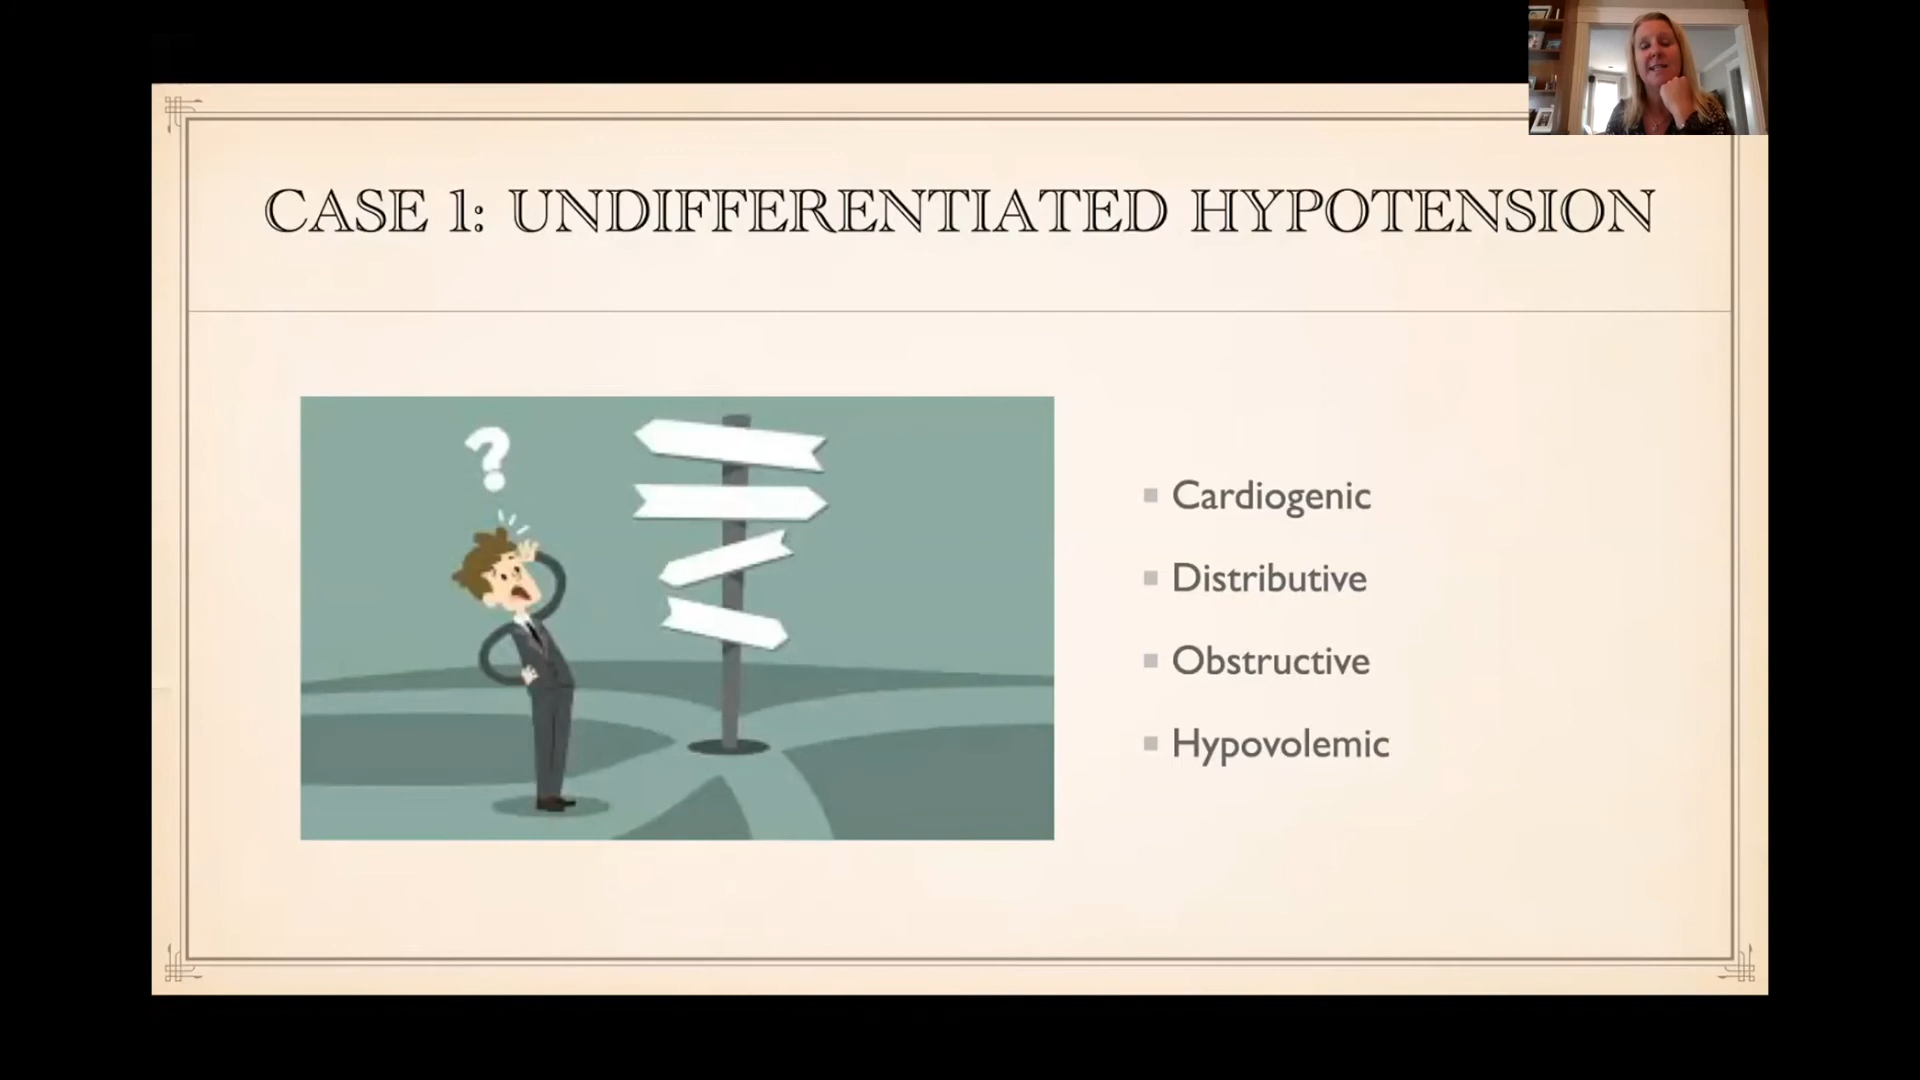 CASE 1: UNDIFFERENTIATED HYPOTENSION
?
Cardiogenic
Distributive
Obstructive
Hypovolemic